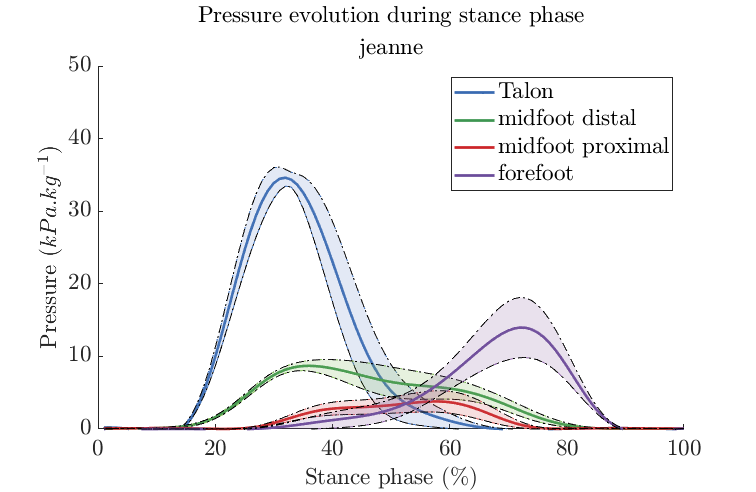 Pressure evolution during stance phase
jeanne
50
40
30
20
10
0
Pressure (kPa.kg⁻¹)
Talon
midfoot distal
midfoot proximal
forefoot
0 20 40 60 80 100
Stance phase (%)